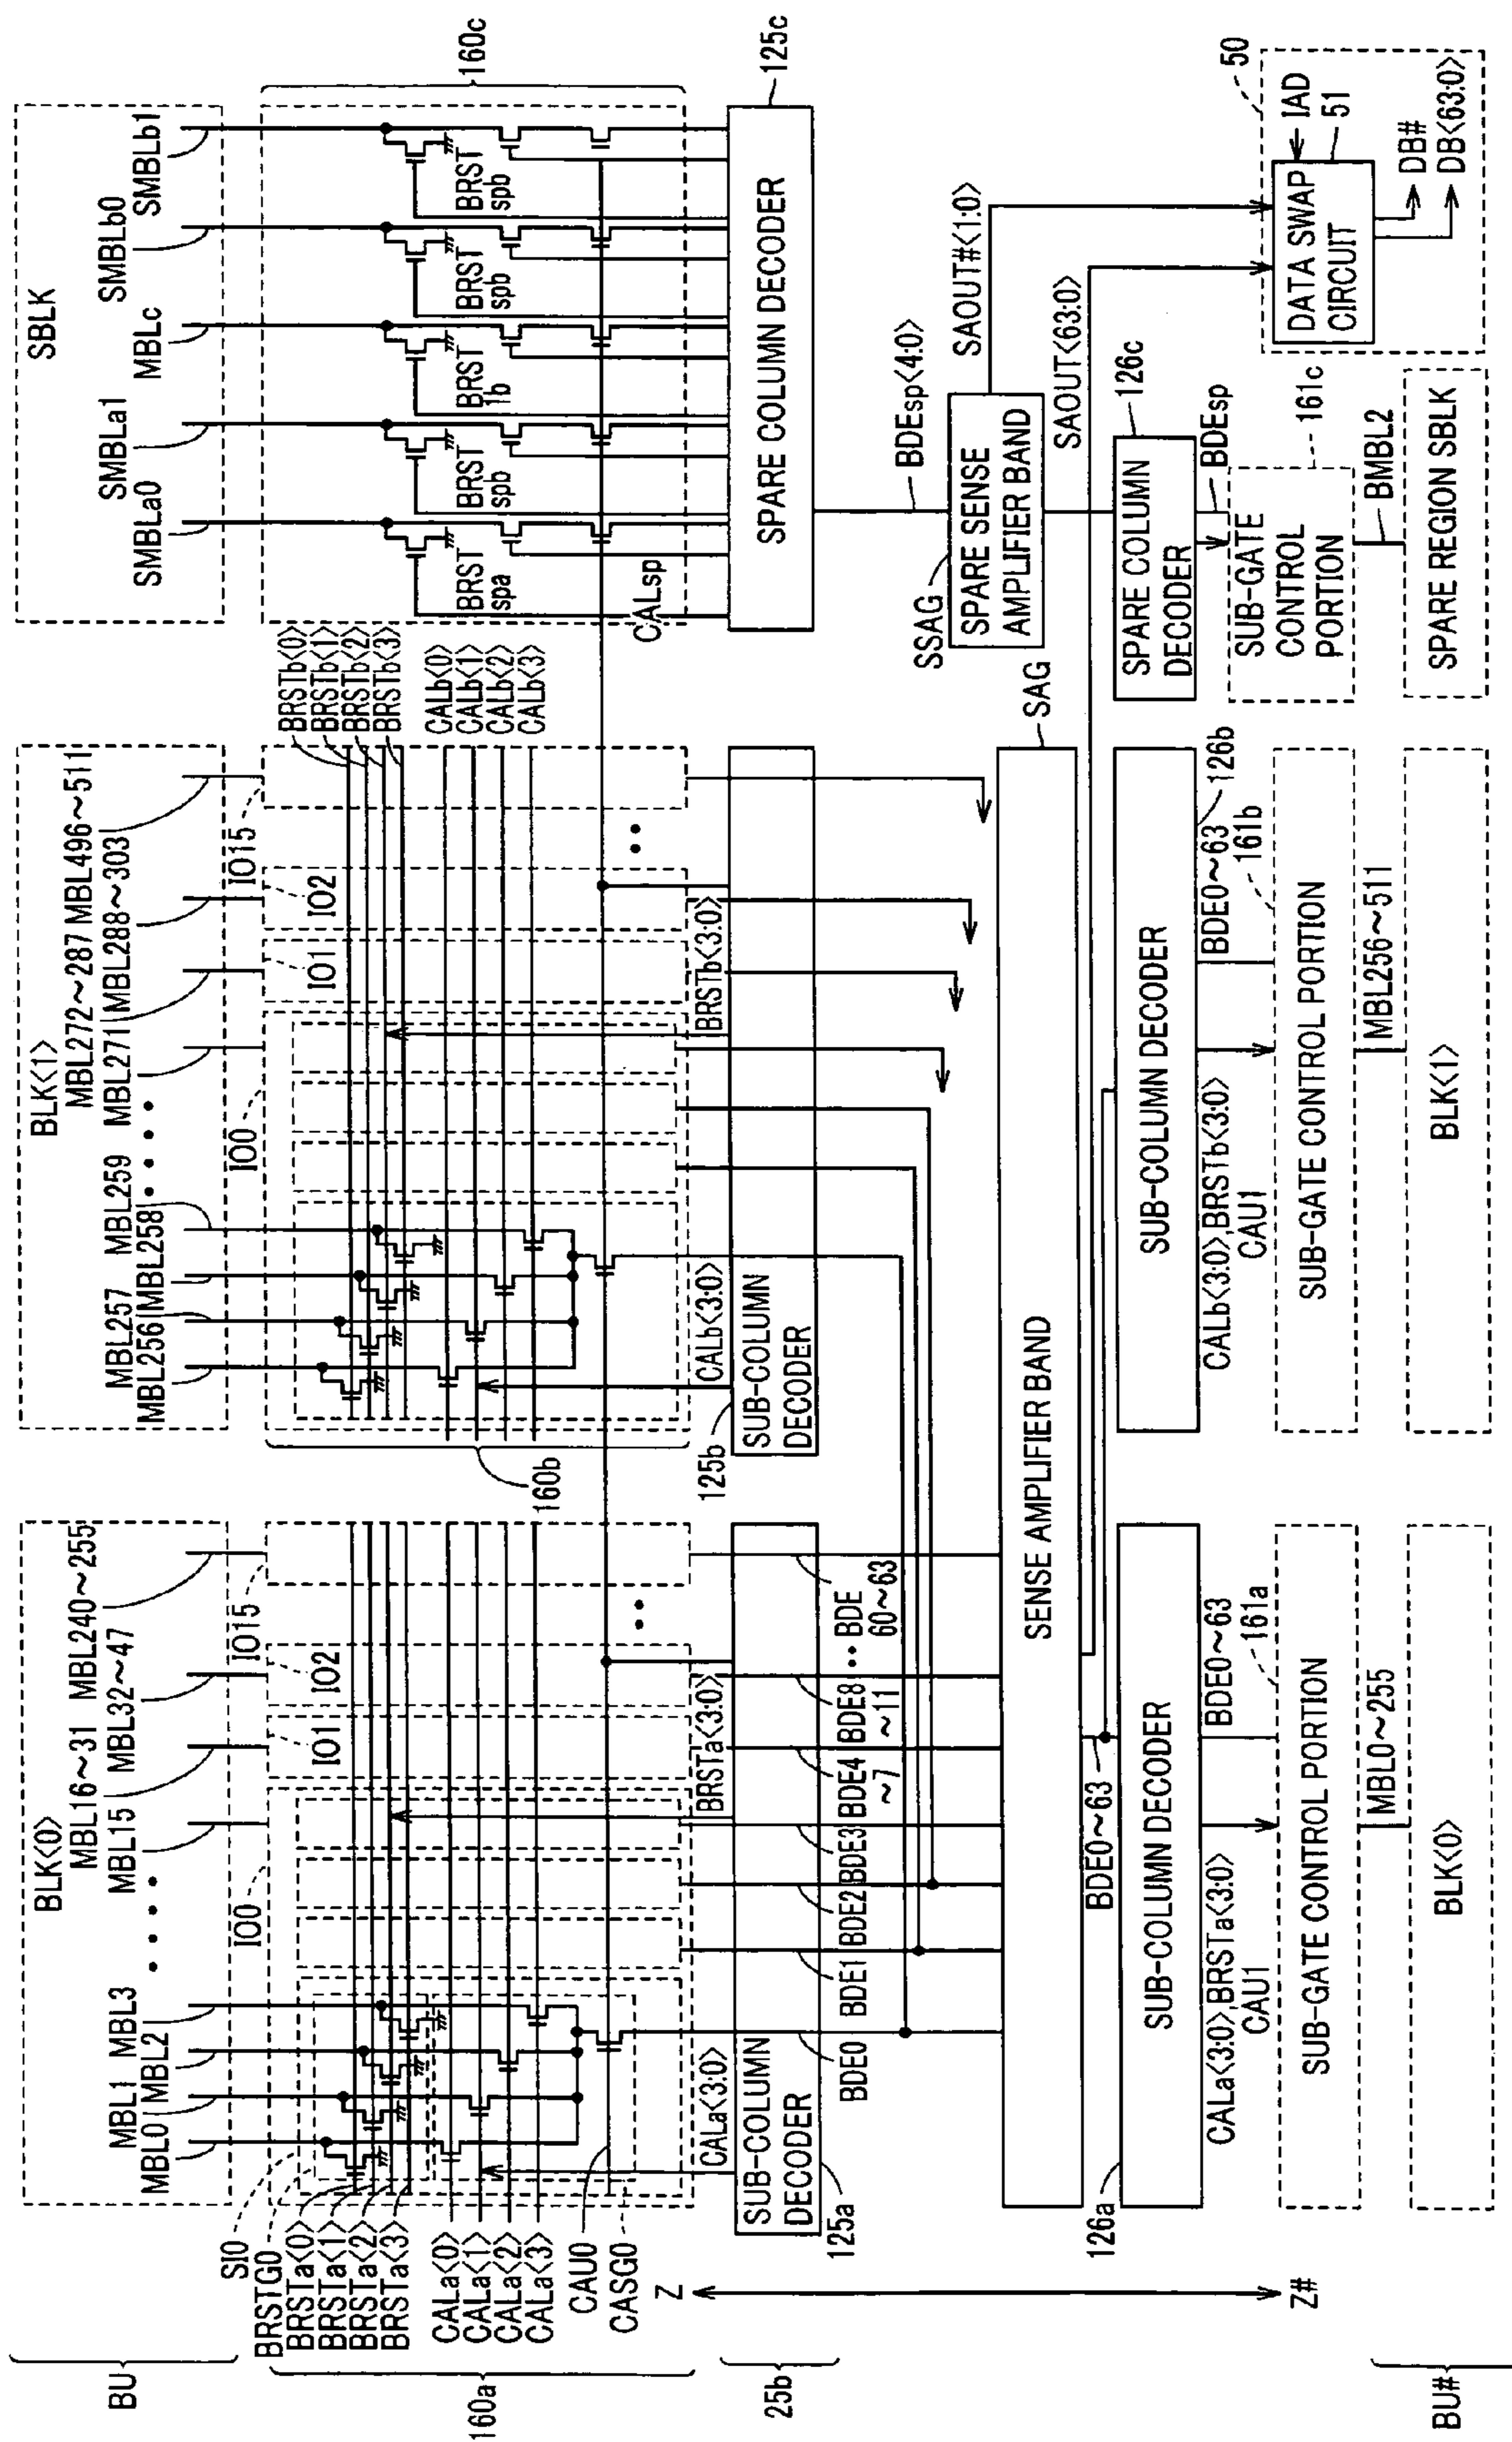 BU
BLK<0>
MBL0
MBL1
MBL2
MBL3
MBL15
MBL16~31
MBL32~47
MBL240~255
BLK<1>
MBL256
MBL257
MBL258
MBL259
MBL271
MBL272~287
MBL288~303
MBL496~511
SBLK
SMBLa0
SMBLa1
MBLc
SMBLb0
SMBLb1
SI0
BRSTG0
BRSTa<0>
BRSTa<1>
BRSTa<2>
BRSTa<3>
CALa<0>
CALa<1>
CALa<2>
CALa<3>
CAU0
CASG0
160a
IO0
IO1
IO2
IO15
IO0
IO1
IO2
IO15
160b
BRSTb<0>
BRSTb<1>
BRSTb<2>
BRSTb<3>
CALb<0>
CALb<1>
CALb<2>
CALb<3>
BRST
spa
BRST
spb
BRST
1b
BRST
spb
BRST
spb
CALsp
160c
25b
CALa<3:0>
BRSTa<3:0>
SUB-COLUMN
DECODER
125a
CALb<3:0>
BRSTb<3:0>
125b
SUB-COLUMN
DECODER
SPARE COLUMN DECODER
125c
BDE0
BDE1
BDE2
BDE3
BDE4
~7
BDE8
~11
BDE
60~63
Z
Z#
SENSE AMPLIFIER BAND
SAG
SSAG
BDEsp<4:0>
SPARE SENSE
AMPLIFIER BAND
SAOUT#<1:0>
SAOUT<63:0>
50
IAD
51
DATA SWAP
CIRCUIT
DB#
DB<63:0>
BDE0~63
126a
SUB-COLUMN DECODER
CALa<3:0>,BRSTa<3:0>
,CAU1
BDE0~63
161a
SUB-GATE CONTROL PORTION
MBL0~255
BLK<0>
SUB-COLUMN DECODER
126b
CALb<3:0>,BRSTb<3:0>
,CAU1
BDE0~63
161b
SUB-GATE CONTROL PORTION
MBL256~511
BLK<1>
126c
SPARE COLUMN
DECODER
BDEsp
SUB-GATE
CONTROL
PORTION
161c
BMBL2
SPARE REGION SBLK
BU#